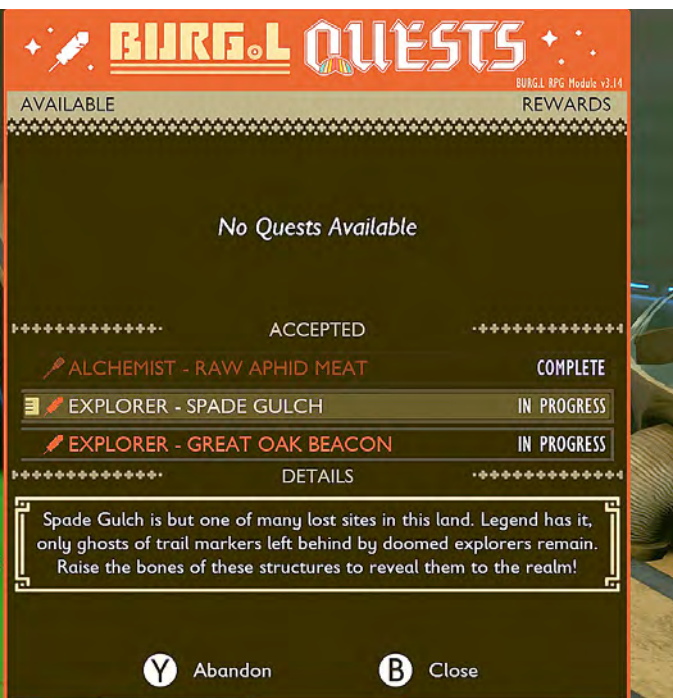 BURG.L QUESTS
BURG.L RPG Module v3.14
AVAILABLE REWARDS
No Quests Available
ACCEPTED
ALCHEMIST - RAW APHID MEAT COMPLETE
EXPLORER - SPADE GULCH IN PROGRESS
EXPLORER - GREAT OAK BEACON IN PROGRESS
DETAILS
Spade Gulch is but one of many lost sites in this land. Legend has it,
only ghosts of trail markers left behind by doomed explorers remain.
Raise the bones of these structures to reveal them to the realm!
Y Abandon B Close